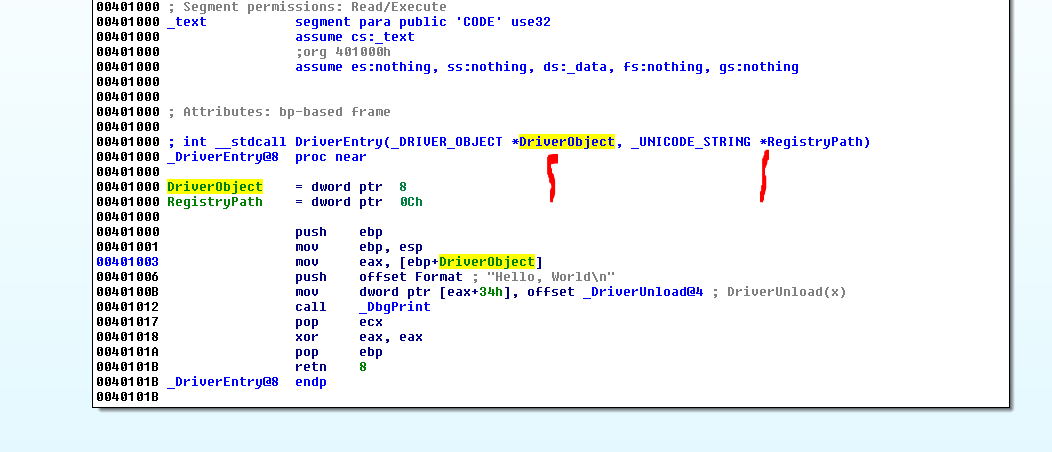 00401000 ; Segment permissions: Read/Execute
00401000 _text segment para public 'CODE' use32
00401000 assume cs:_text
00401000 ;org 401000h
00401000 assume es:nothing, ss:nothing, ds:_data, fs:nothing, gs:nothing
00401000
00401000
00401000 ; Attributes: bp-based frame
00401000
00401000 ; int __stdcall DriverEntry(_DRIVER_OBJECT *DriverObject, _UNICODE_STRING *RegistryPath)
00401000 _DriverEntry@8 proc near
00401000
00401000 DriverObject = dword ptr 8
00401000 RegistryPath = dword ptr 0Ch
00401000
00401000 push ebp
00401001 mov ebp, esp
00401003 mov eax, [ebp+DriverObject]
00401006 push offset Format ; "Hello, World\n"
0040100B mov dword ptr [eax+34h], offset _DriverUnload@4 ; DriverUnload(x)
00401012 call _DbgPrint
00401017 pop ecx
00401018 xor eax, eax
0040101A pop ebp
0040101B retn 8
0040101B _DriverEntry@8 endp
0040101B